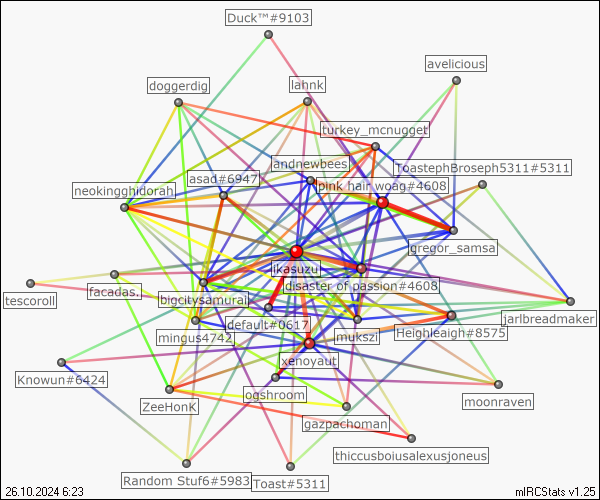 Duck™#9103
avelicious
doggerdig
lahnk
turkey_mcnugget
andnewbees
ToastephBroseph5311#5311
asad#6947
pink hair woag#4608
neokingghidorah
gregor_samsa
ikasuzu
disaster of passion#4608
tescoroll
facadas.
bigcitysamurai
jarlbreadmaker
default#0617
mingus4742
mukszi
Heighleigh#8575
xenoyaut
Knowun#6424
ogshroom
moonraven
ZeeHonK
gazpachoman
thiccusboiusalexusjoneus
Random Stuf6#5983
Toast#5311
26.10.2024 6:23
mIRCStats v1.25